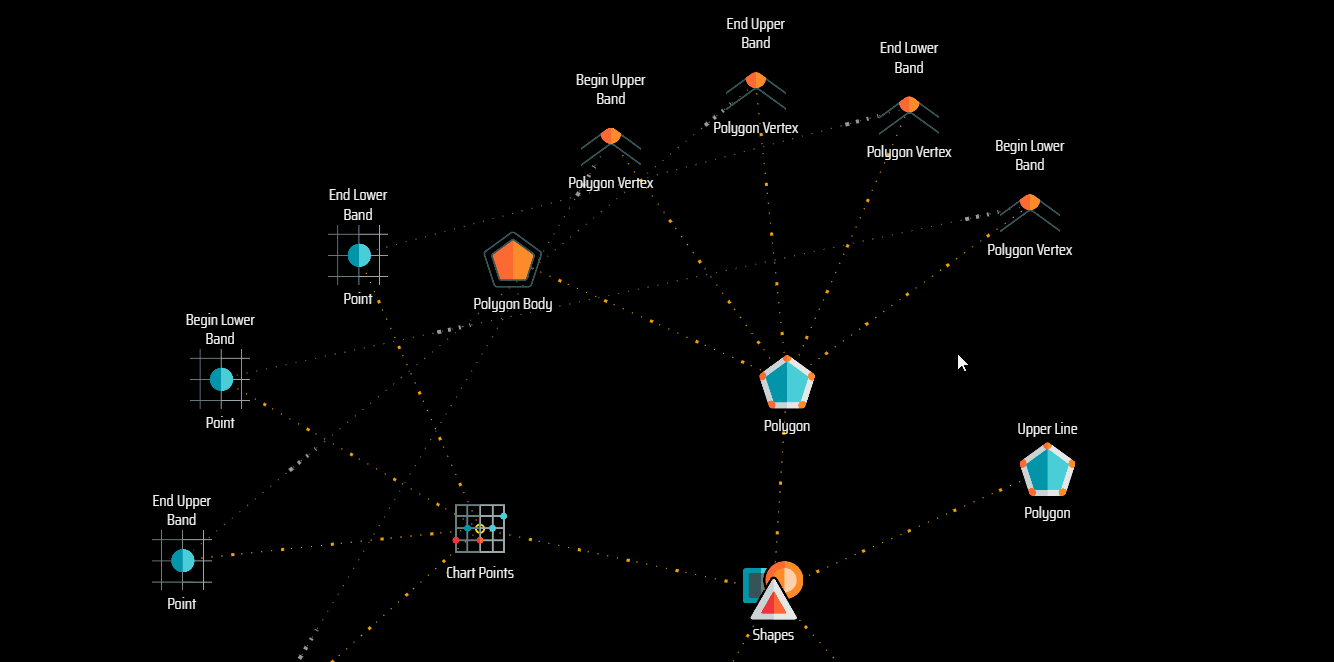 End Upper
Band
Polygon Vertex
End Lower
Band
Polygon Vertex
Begin Upper
Band
Polygon Vertex
Begin Lower
Band
Polygon Vertex
End Lower
Band
Point
Polygon Body
Begin Lower
Band
Point
Polygon
Upper Line
Polygon
End Upper
Band
Point
Chart Points
Shapes